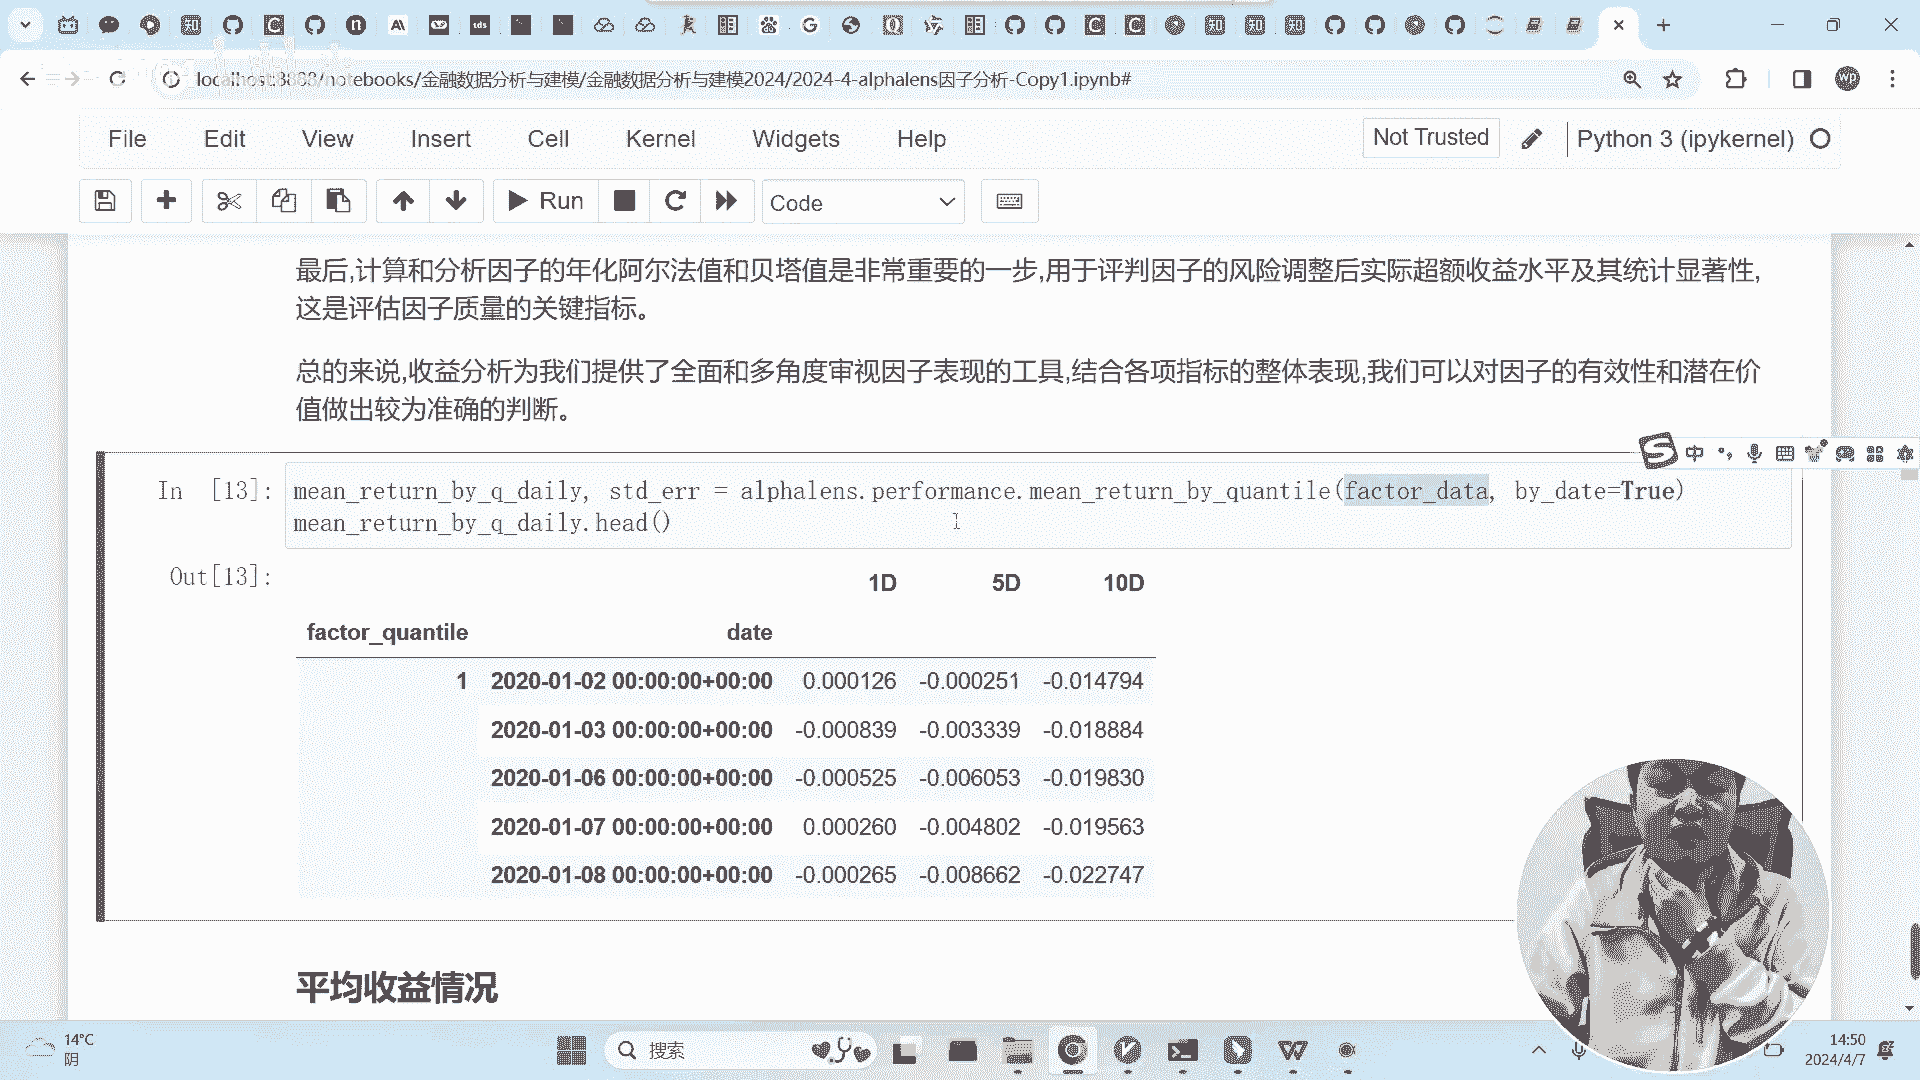 localhost:8888/notebooks/金融数据分析与建模/金融数据分析与建模2024/2024-4-alphalens因子分析-Copy1.ipynb#
File Edit View Insert Cell Kernel Widgets Help Not Trusted Python 3 (ipykernel)
Run Code
最后,计算和分析因子的年化阿尔法值和贝塔值是非常重要的一步,用于评判因子的风险调整后实际超额收益水平及其统计显著性,
这是评估因子质量的关键指标。
总的来说,收益分析为我们提供了全面和多角度审视因子表现的工具,结合各项指标的整体表现,我们可以对因子的有效性和潜在价
值做出较为准确的判断。
In [13]: mean_return_by_q_daily, std_err = alphalens.performance.mean_return_by_quantile(factor_data, by_date=True)
mean_return_by_q_daily.head()
Out[13]:
1D 5D 10D
factor_quantile date
1 2020-01-02 00:00:00+00:00 0.000126 -0.000251 -0.014794
2020-01-03 00:00:00+00:00 -0.000839 -0.003339 -0.018884
2020-01-06 00:00:00+00:00 -0.000525 -0.006053 -0.019830
2020-01-07 00:00:00+00:00 0.000260 -0.004802 -0.019563
2020-01-08 00:00:00+00:00 -0.000265 -0.008662 -0.022747
平均收益情况
14°C
阴
搜索
14:50
2024/4/7